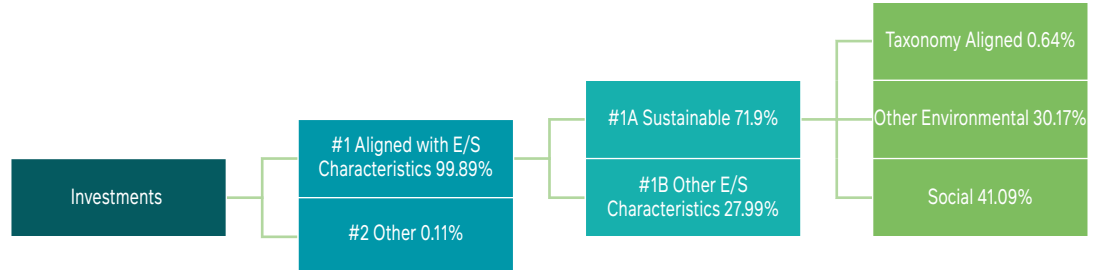 Investments
#1 Aligned with E/S
Characteristics 99.89%
#2 Other 0.11%
#1A Sustainable 71.9%
#1B Other E/S
Characteristics 27.99%
Taxonomy Aligned 0.64%
Other Environmental 30.17%
Social 41.09%